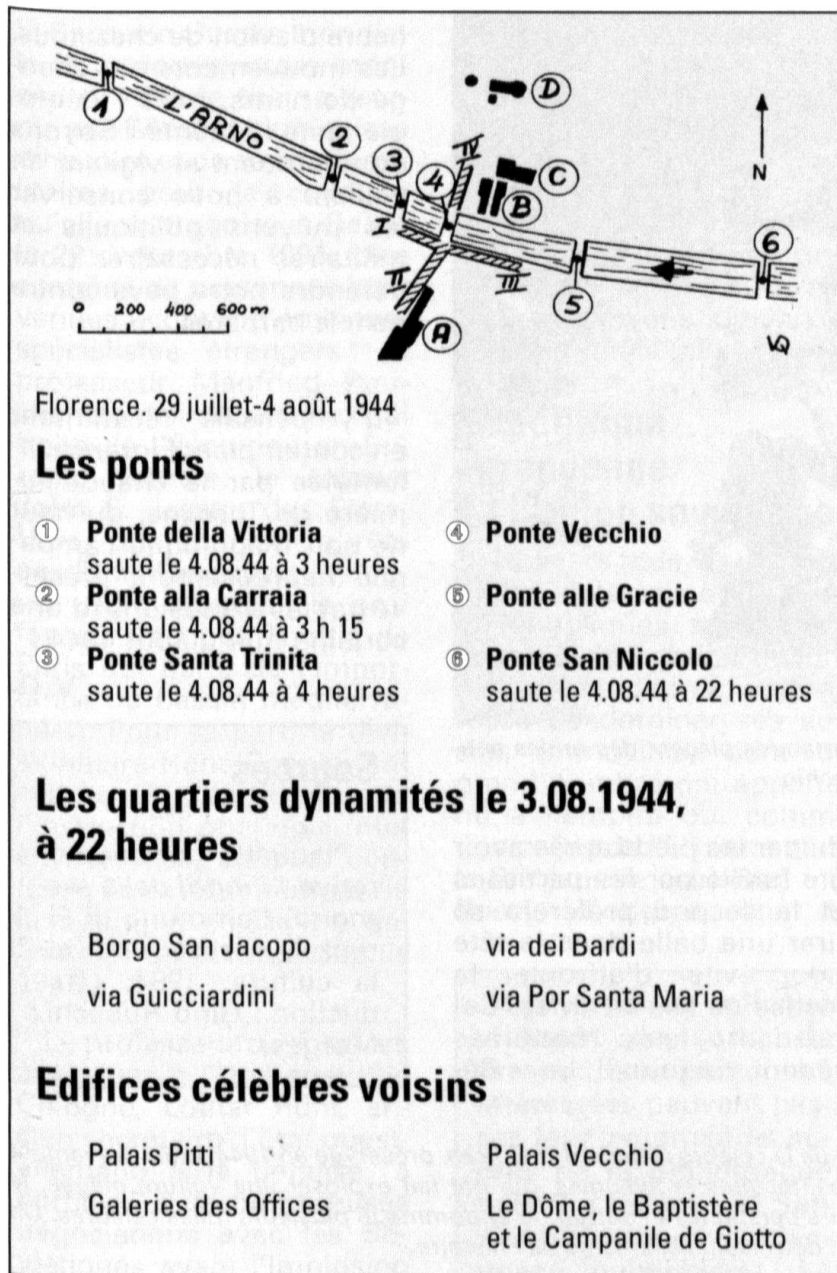 L'ARNO
1
2
3
4
5
6
I
II
III
IV
A
B
C
D
N
0 200 400 600 m
VQ
Florence, 29 juillet-4 août 1944
Les ponts
① Ponte della Vittoria
saute le 4.08.44 à 3 heures
② Ponte alla Carraia
saute le 4.08.44 à 3 h 15
③ Ponte Santa Trinita
saute le 4.08.44 à 4 heures
④ Ponte Vecchio
⑤ Ponte alle Gracie
⑥ Ponte San Niccolo
saute le 4.08.44 à 22 heures
Les quartiers dynamités le 3.08.1944,
à 22 heures
Borgo San Jacopo
via Guicciardini
via dei Bardi
via Por Santa Maria
Edifices célèbres voisins
Palais Pitti
Galeries des Offices
Palais Vecchio
Le Dôme, le Baptistère
et le Campanile de Giotto